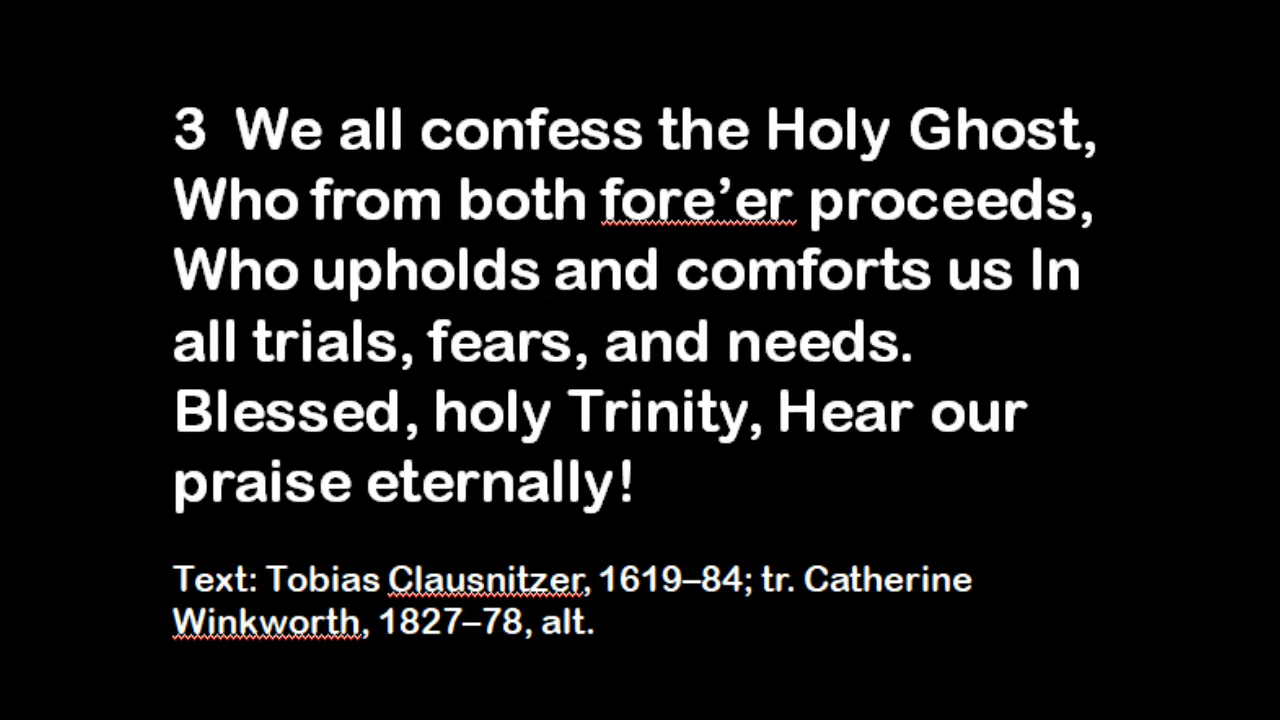 3  We all confess the Holy Ghost,
Who from both fore’er proceeds,
Who upholds and comforts us In
all trials, fears, and needs.
Blessed, holy Trinity, Hear our
praise eternally!
Text: Tobias Clausnitzer, 1619–84; tr. Catherine
Winkworth, 1827–78, alt.